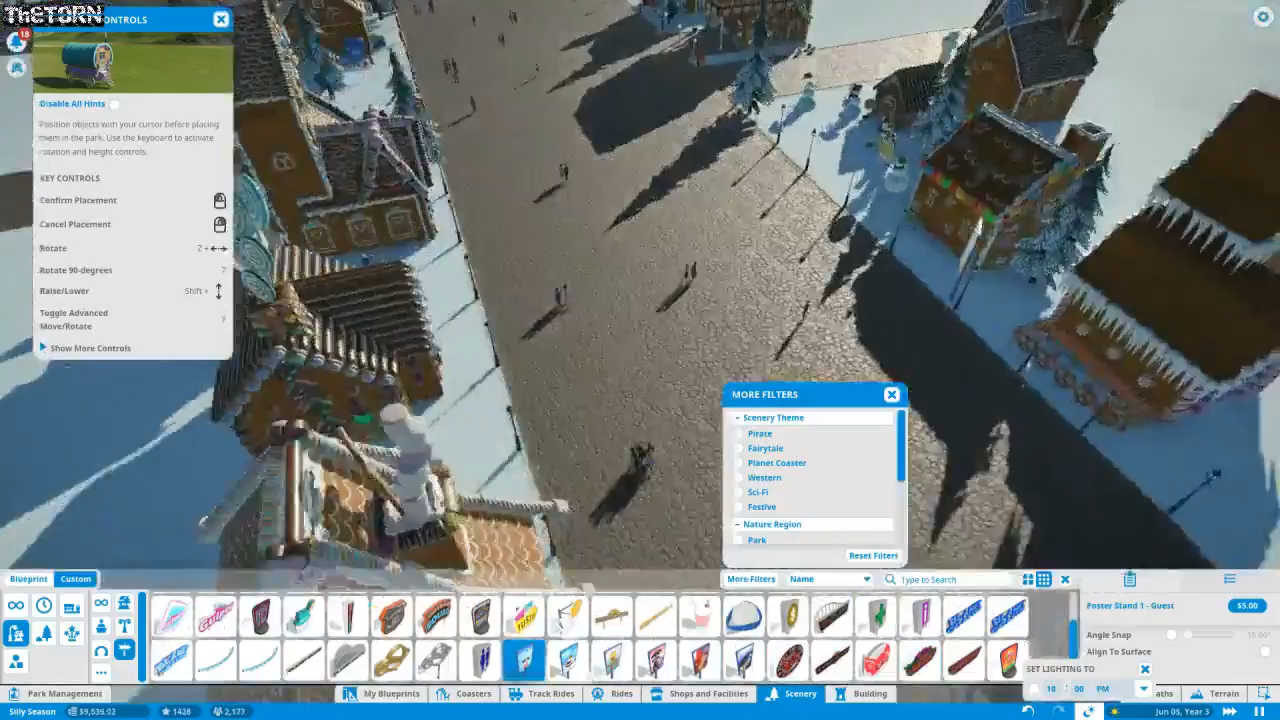 THETORN
CONTROLS
18
Disable All Hints
Position objects with your cursor before placing
them in the park. Use the keyboard to activate
rotation and height controls.
KEY CONTROLS
Confirm Placement
Cancel Placement
Rotate Z +
Rotate 90-degrees 7
Raise/Lower Shift +
Toggle Advanced
Move/Rotate 7
Show More Controls
MORE FILTERS
- Scenery Theme
Pirate
Fairytale
Planet Coaster
Western
Sci-Fi
Festive
- Nature Region
Park
Reset Filters
Blueprint Custom
More Filters Name Type to Search
Poster Stand 1 - Guest $5.00
Angle Snap 15.00°
Align To Surface
SET LIGHTING TO
10 : 00 PM
Park Management My Blueprints Coasters Track Rides Rides Shops and Facilities Scenery Building aths Terrain
Silly Season 1428 Jun 05, Year 3